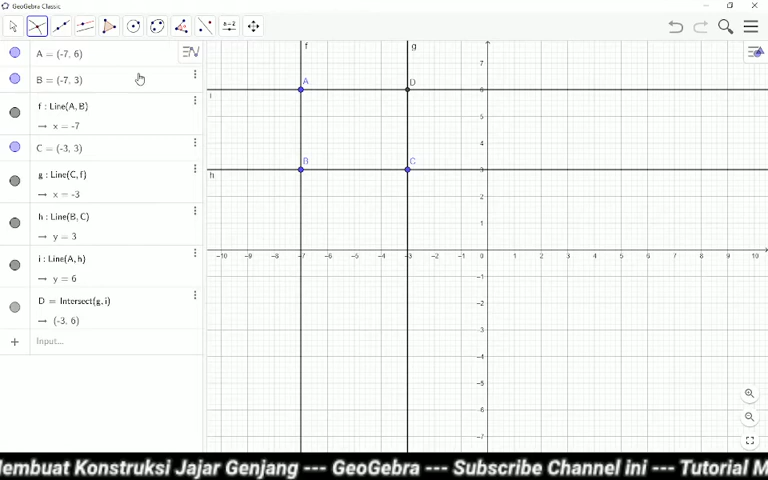 GeoGebra Classic
a=2
A = (-7, 6)
B = (-7, 3)
f : Line(A, B)
→ x = -7
C = (-3, 3)
g : Line(C, f)
→ x = -3
h : Line(B, C)
→ y = 3
i : Line(A, h)
→ y = 6
D = Intersect(g, i)
→ (-3, 6)
+ Input...
f g
7
A D
i 6
5
4
B C
h 3
2
1
-10 -9 -8 -7 -6 -5 -4 -3 -2 -1 0 1 2 3 4 5 6 7 8 9 10
-1
-2
-3
-4
-5
-6
-7
Membuat Konstruksi Jajar Genjang --- GeoGebra --- Subscribe Channel ini --- Tutorial M